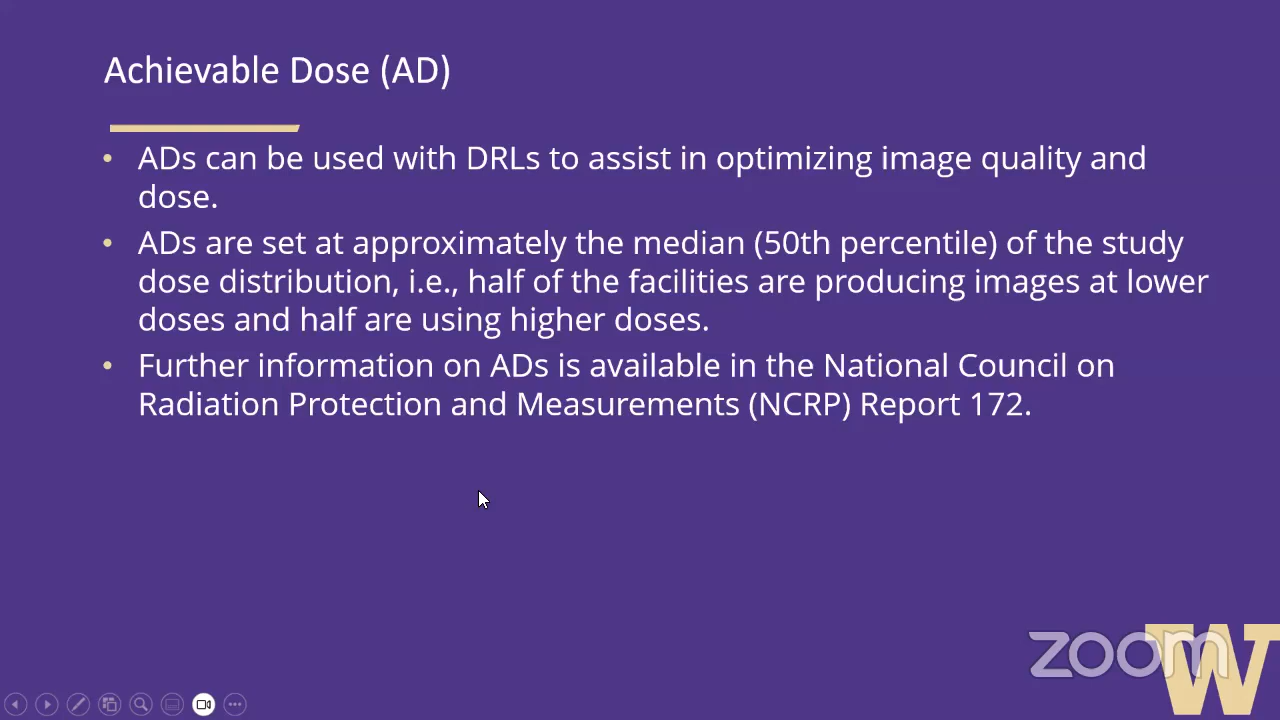 Achievable Dose (AD)
• ADs can be used with DRLs to assist in optimizing image quality and
dose.
• ADs are set at approximately the median (50th percentile) of the study
dose distribution, i.e., half of the facilities are producing images at lower
doses and half are using higher doses.
• Further information on ADs is available in the National Council on
Radiation Protection and Measurements (NCRP) Report 172.
zoom
W